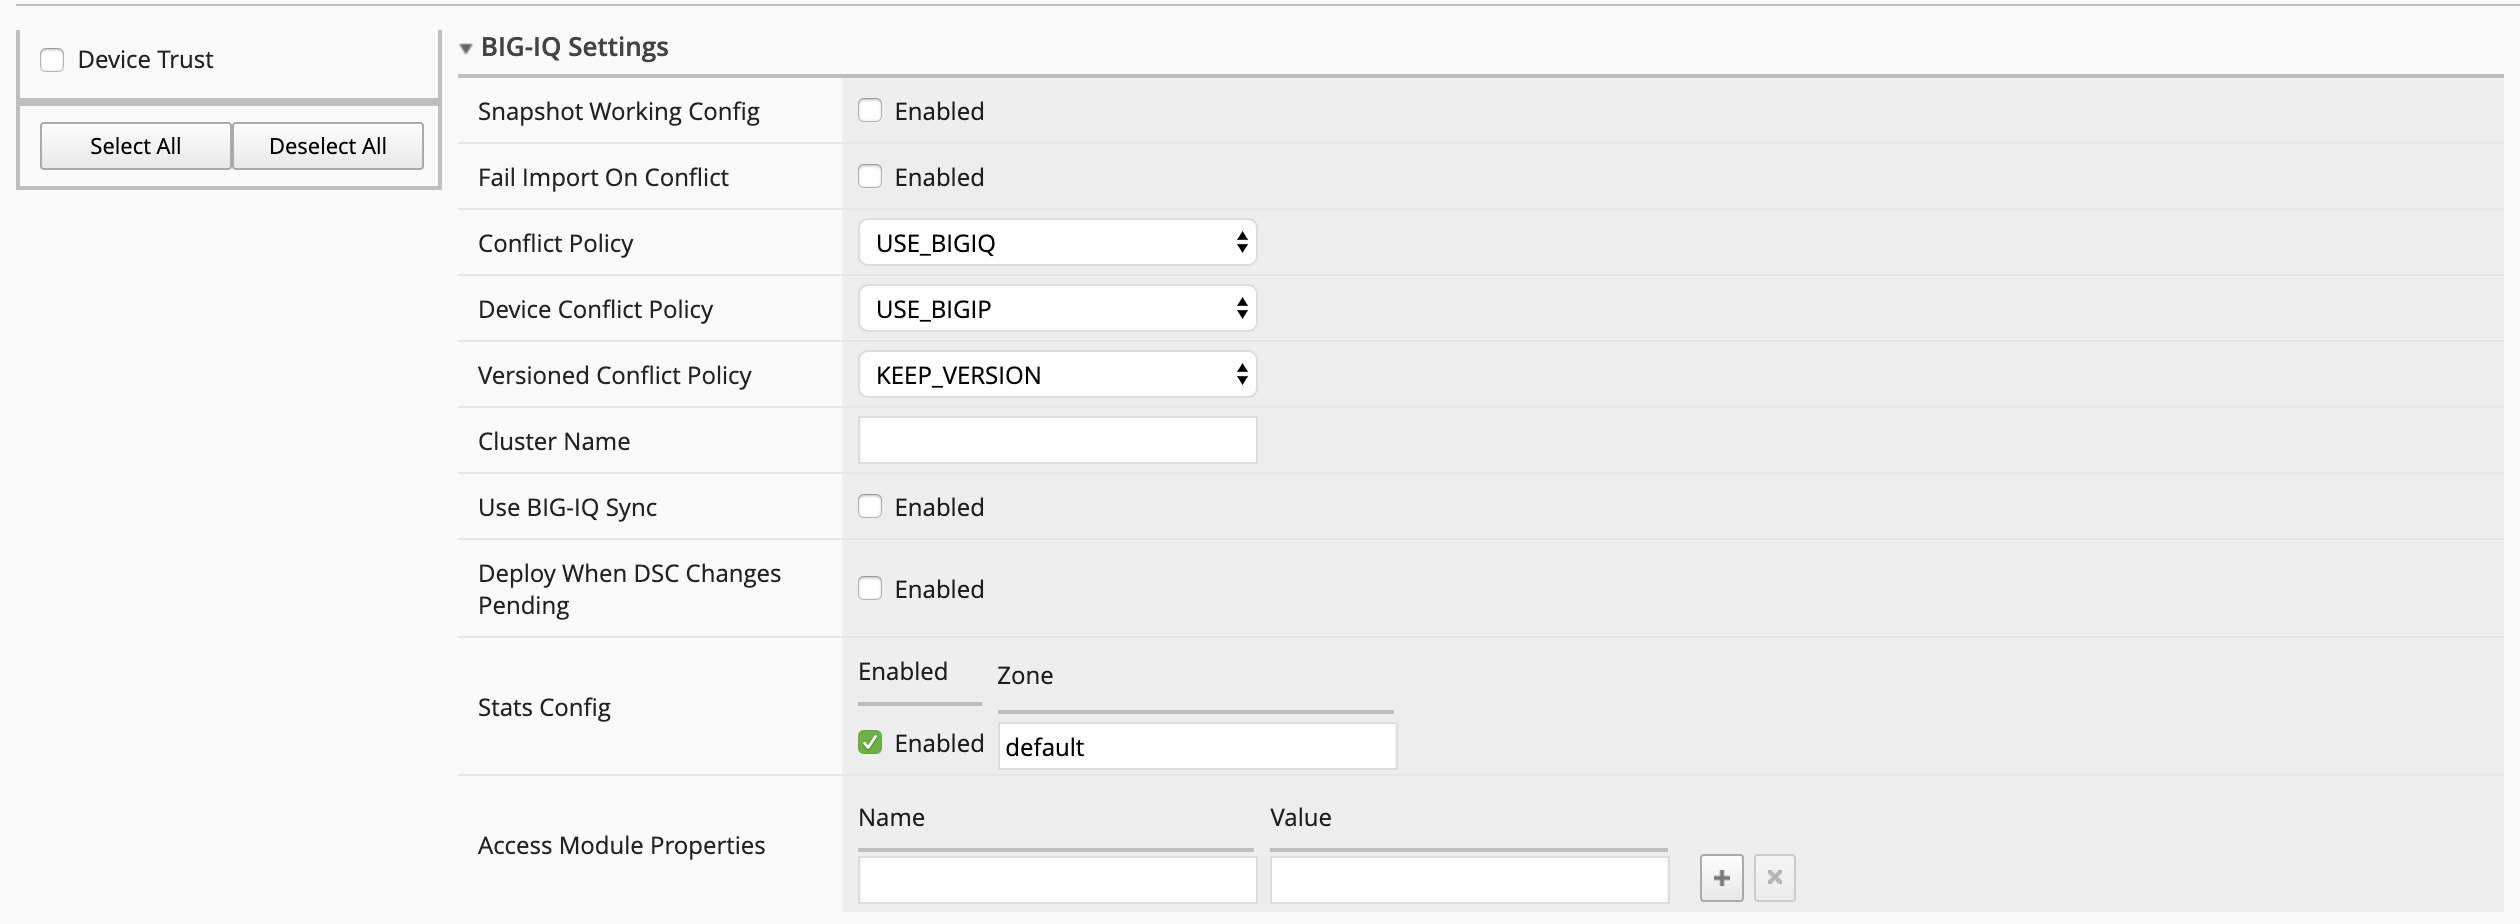 Device Trust
Select All
Deselect All
BIG-IQ Settings
Snapshot Working Config
Enabled
Fail Import On Conflict
Enabled
Conflict Policy
USE_BIGIQ
Device Conflict Policy
USE_BIGIP
Versioned Conflict Policy
KEEP_VERSION
Cluster Name
Use BIG-IQ Sync
Enabled
Deploy When DSC Changes
Pending
Enabled
Stats Config
Enabled
Zone
Enabled
default
Access Module Properties
Name
Value